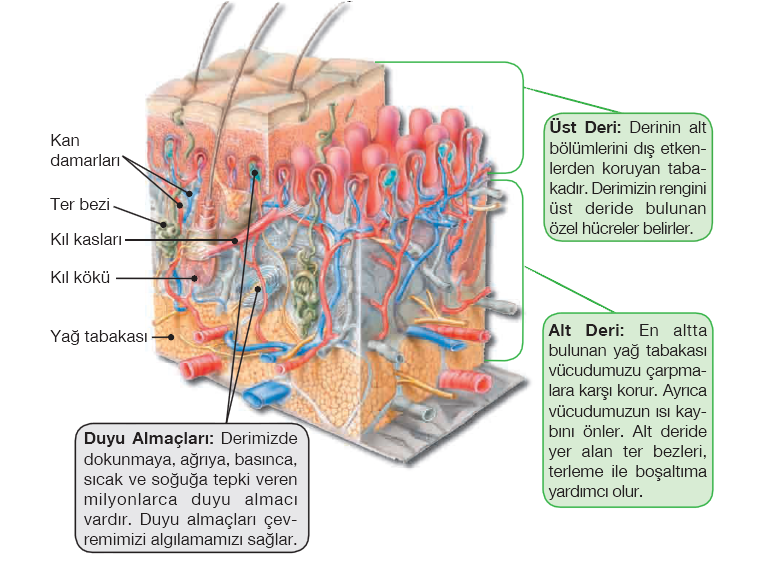 Kan
damarları
Ter bezi
Kıl kasları
Kıl kökü
Yağ tabakası
Duyu Almaçları: Derimizde
dokunmaya, ağrıya, basınca,
sıcak ve soğuğa tepki veren
milyonlarca duyu almacı
vardır. Duyu almaçları çev-
remimizi algılamamızı sağlar.
Üst Deri: Derinin alt
bölümlerini dış etken-
lerden koruyan taba-
kadır. Derimizin rengini
üst deride bulunan
özel hücreler belirler.
Alt Deri: En altta
bulunan yağ tabakası
vücudumuzu çarpma-
lara karşı korur. Ayrıca
vücudumuzun ısı kay-
bını önler. Alt deride
yer alan ter bezleri,
terleme ile boşaltıma
yardımcı olur.